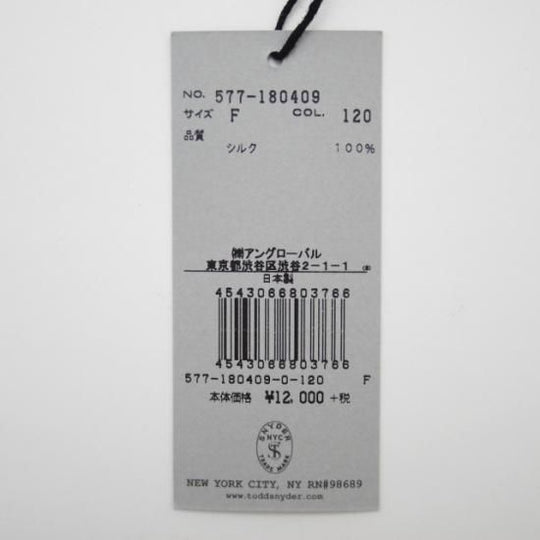 NO. 577-180409
サイズ F COL. 120
品質
シルク 100%
㈱アングローバル
東京都渋谷区渋谷2-1-1
日本製
4543066803766
4543066803766
577-180409-0-120 F
本体価格 ¥12,000 +税
SNYDER
NYC
TS
TRADE MARK
NEW YORK CITY, NY RN#98689
www.toddsnyder.com